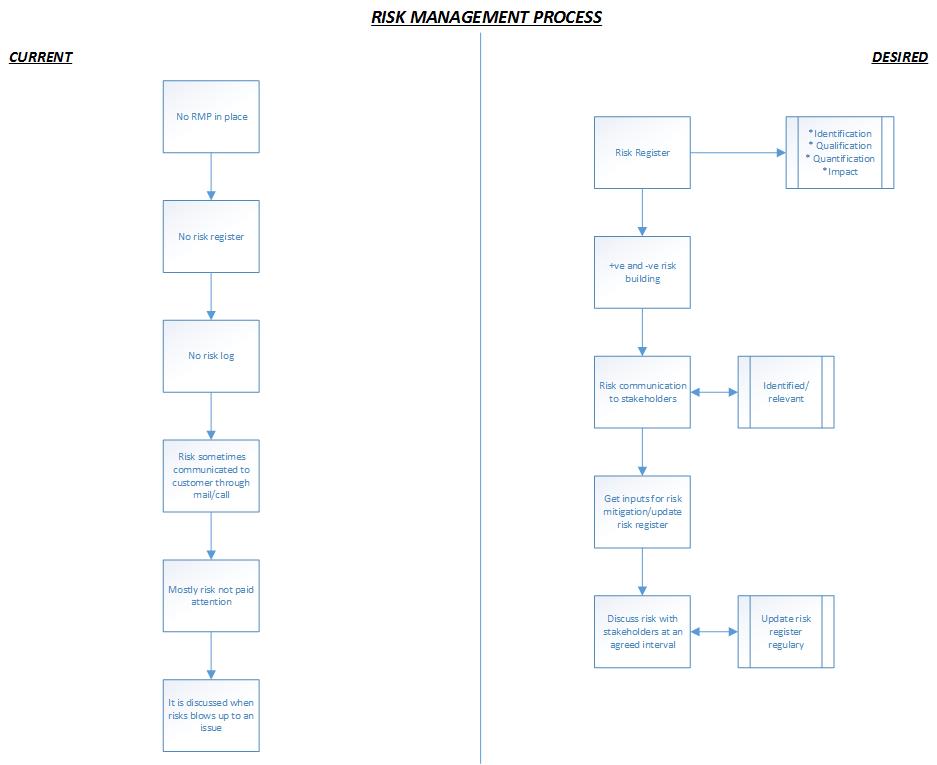 RISK MANAGEMENT PROCESS
CURRENT
No RMP in place
No risk register
No risk log
Risk sometimes
communicated to
customer through
mail/call
Mostly risk not paid
attention
It is discussed when
risks blows up to an
issue
DESIRED
Risk Register
* Identification
* Qualification
* Quantification
* Impact
+ve and -ve risk
building
Risk communication
to stakeholders
Identified/
relevant
Get inputs for risk
mitigation/update
risk register
Discuss risk with
stakeholders at an
agreed interval
Update risk
register
regulary